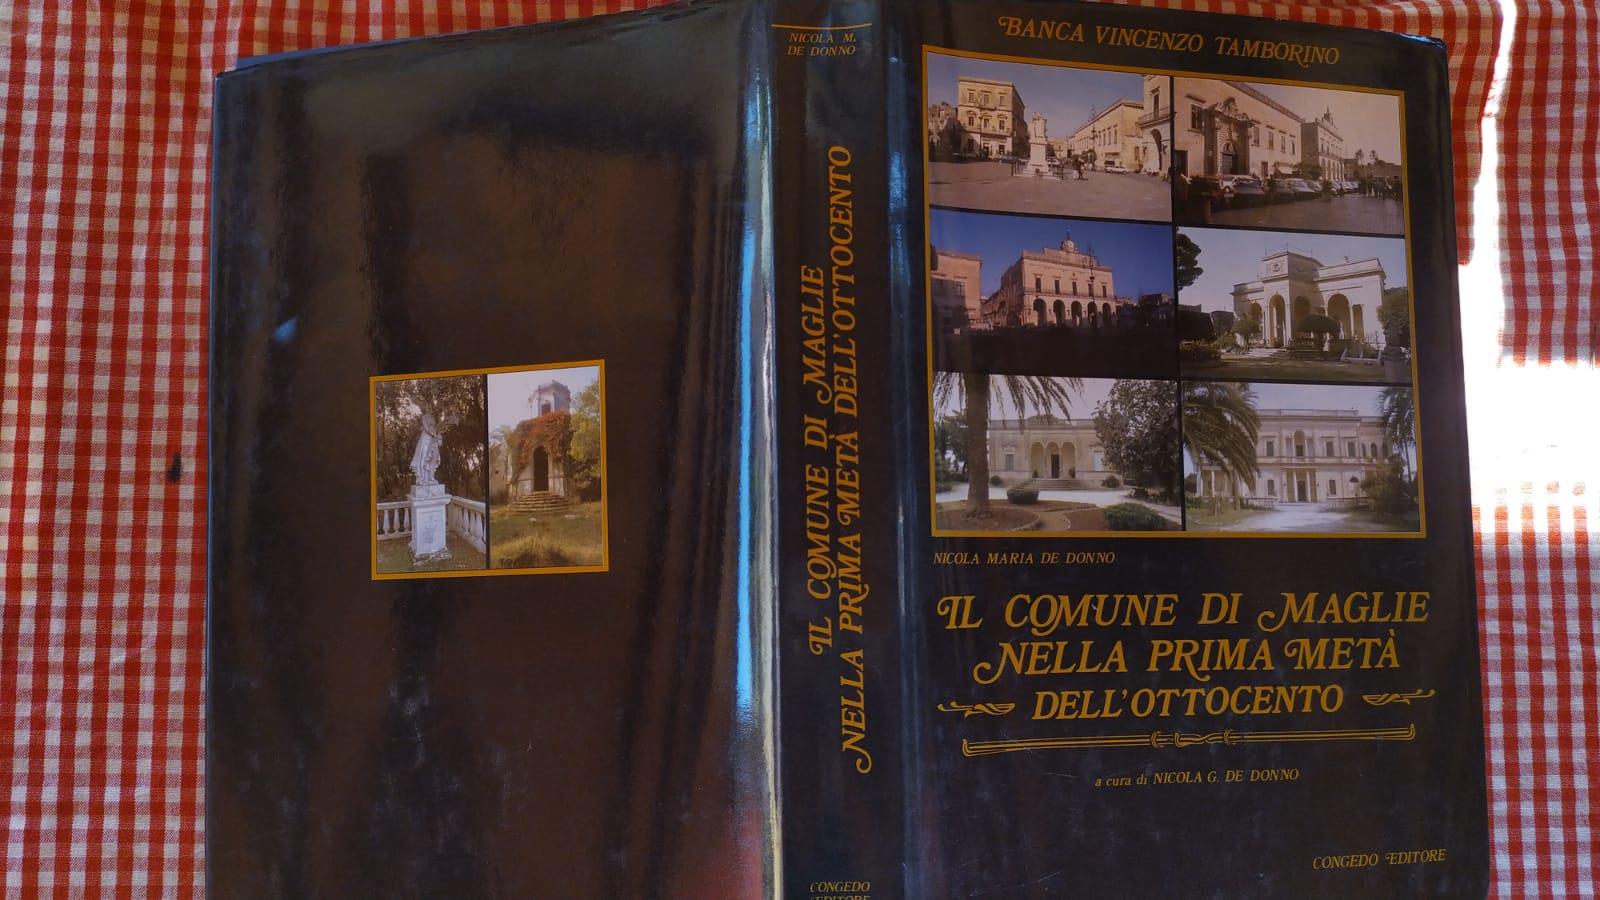 NICOLA M.
DE DONNO
IL COMUNE DI MAGLIE
NELLA PRIMA METÀ DELL'OTTOCENTO
CONGEDO
EDITORE
BANCA VINCENZO TAMBORINO
NICOLA MARIA DE DONNO
IL COMUNE DI MAGLIE
NELLA PRIMA METÀ
DELL'OTTOCENTO
a cura di NICOLA G. DE DONNO
CONGEDO EDITORE